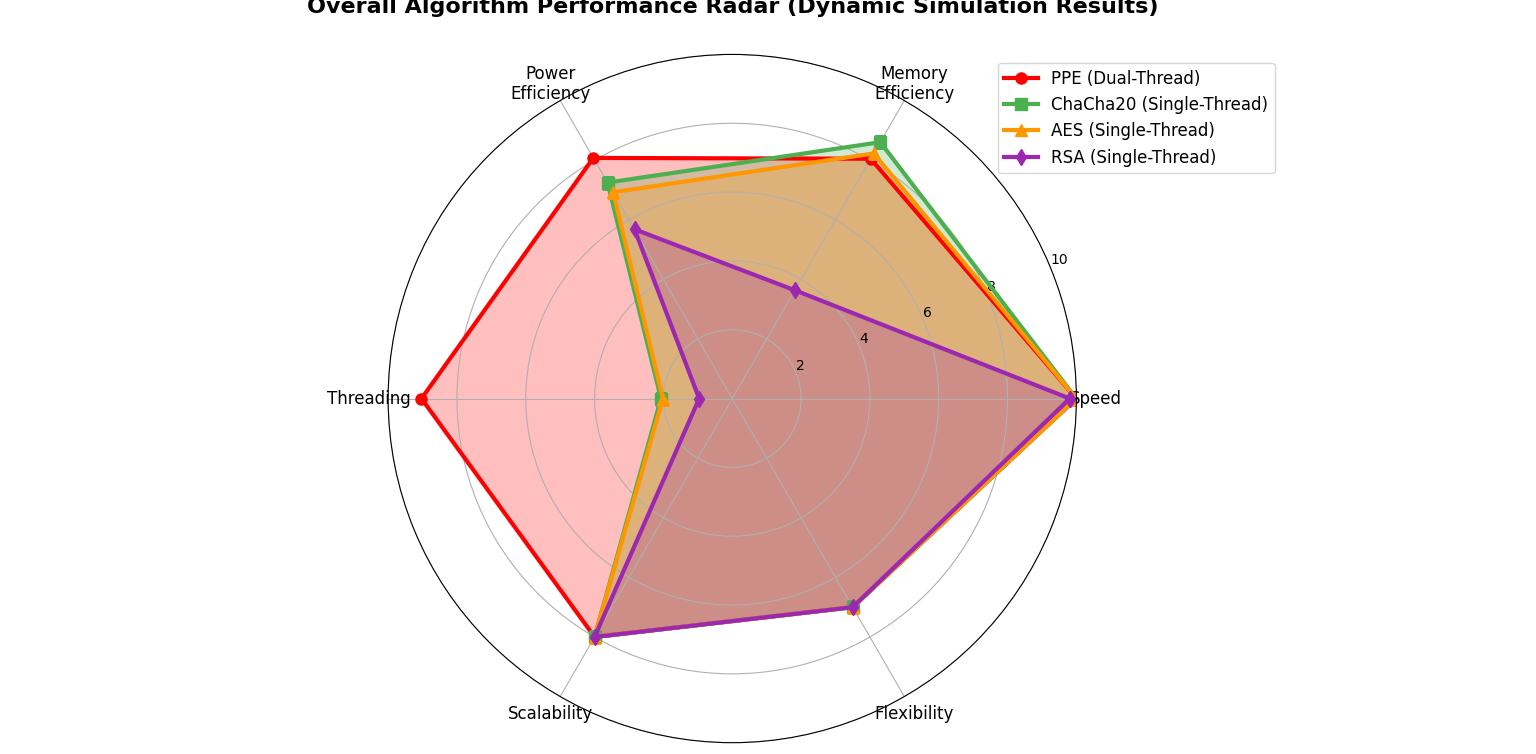 Overall Algorithm Performance Radar (Dynamic Simulation Results)
Power
Efficiency
Memory
Efficiency
PPE (Dual-Thread)
ChaCha20 (Single-Thread)
AES (Single-Thread)
RSA (Single-Thread)
10
8
6
4
2
Threading
Speed
Scalability
Flexibility